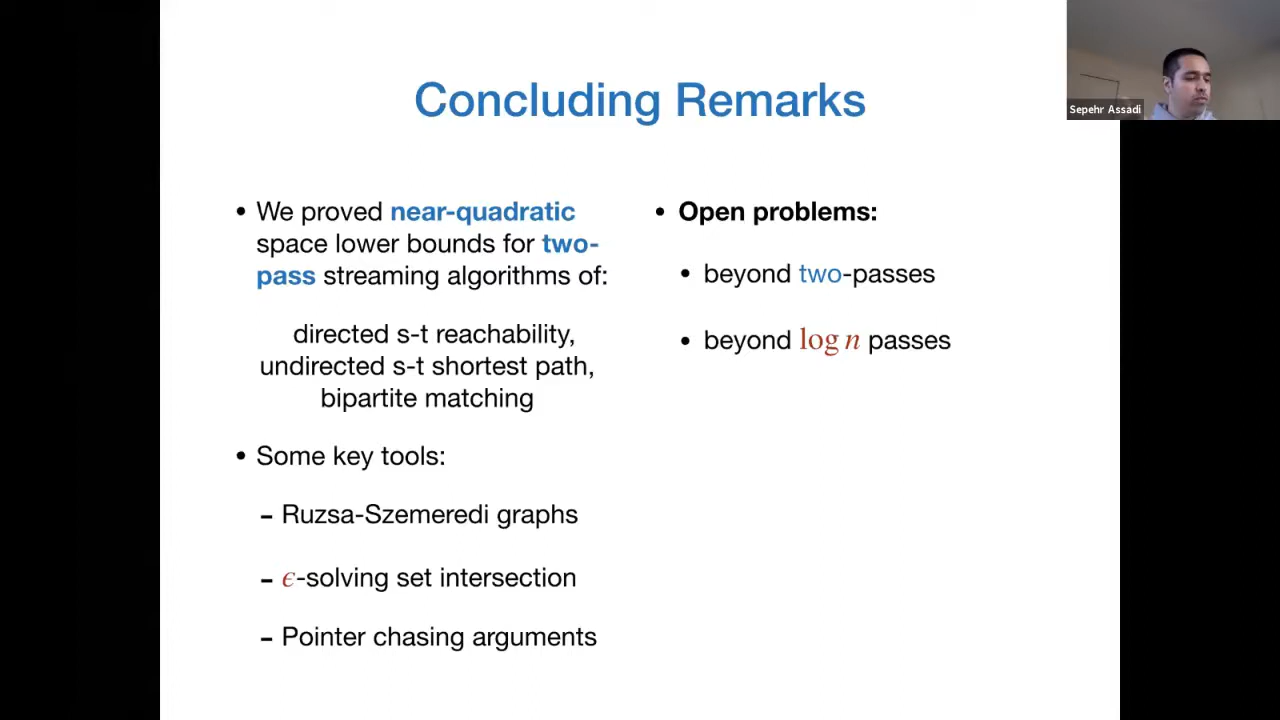 Concluding Remarks
Sepehr Assadi
• We proved near-quadratic
space lower bounds for two-
pass streaming algorithms of:
directed s-t reachability,
undirected s-t shortest path,
bipartite matching
• Some key tools:
– Ruzsa-Szemeredi graphs
– ϵ-solving set intersection
– Pointer chasing arguments
• Open problems:
• beyond two-passes
• beyond log n passes